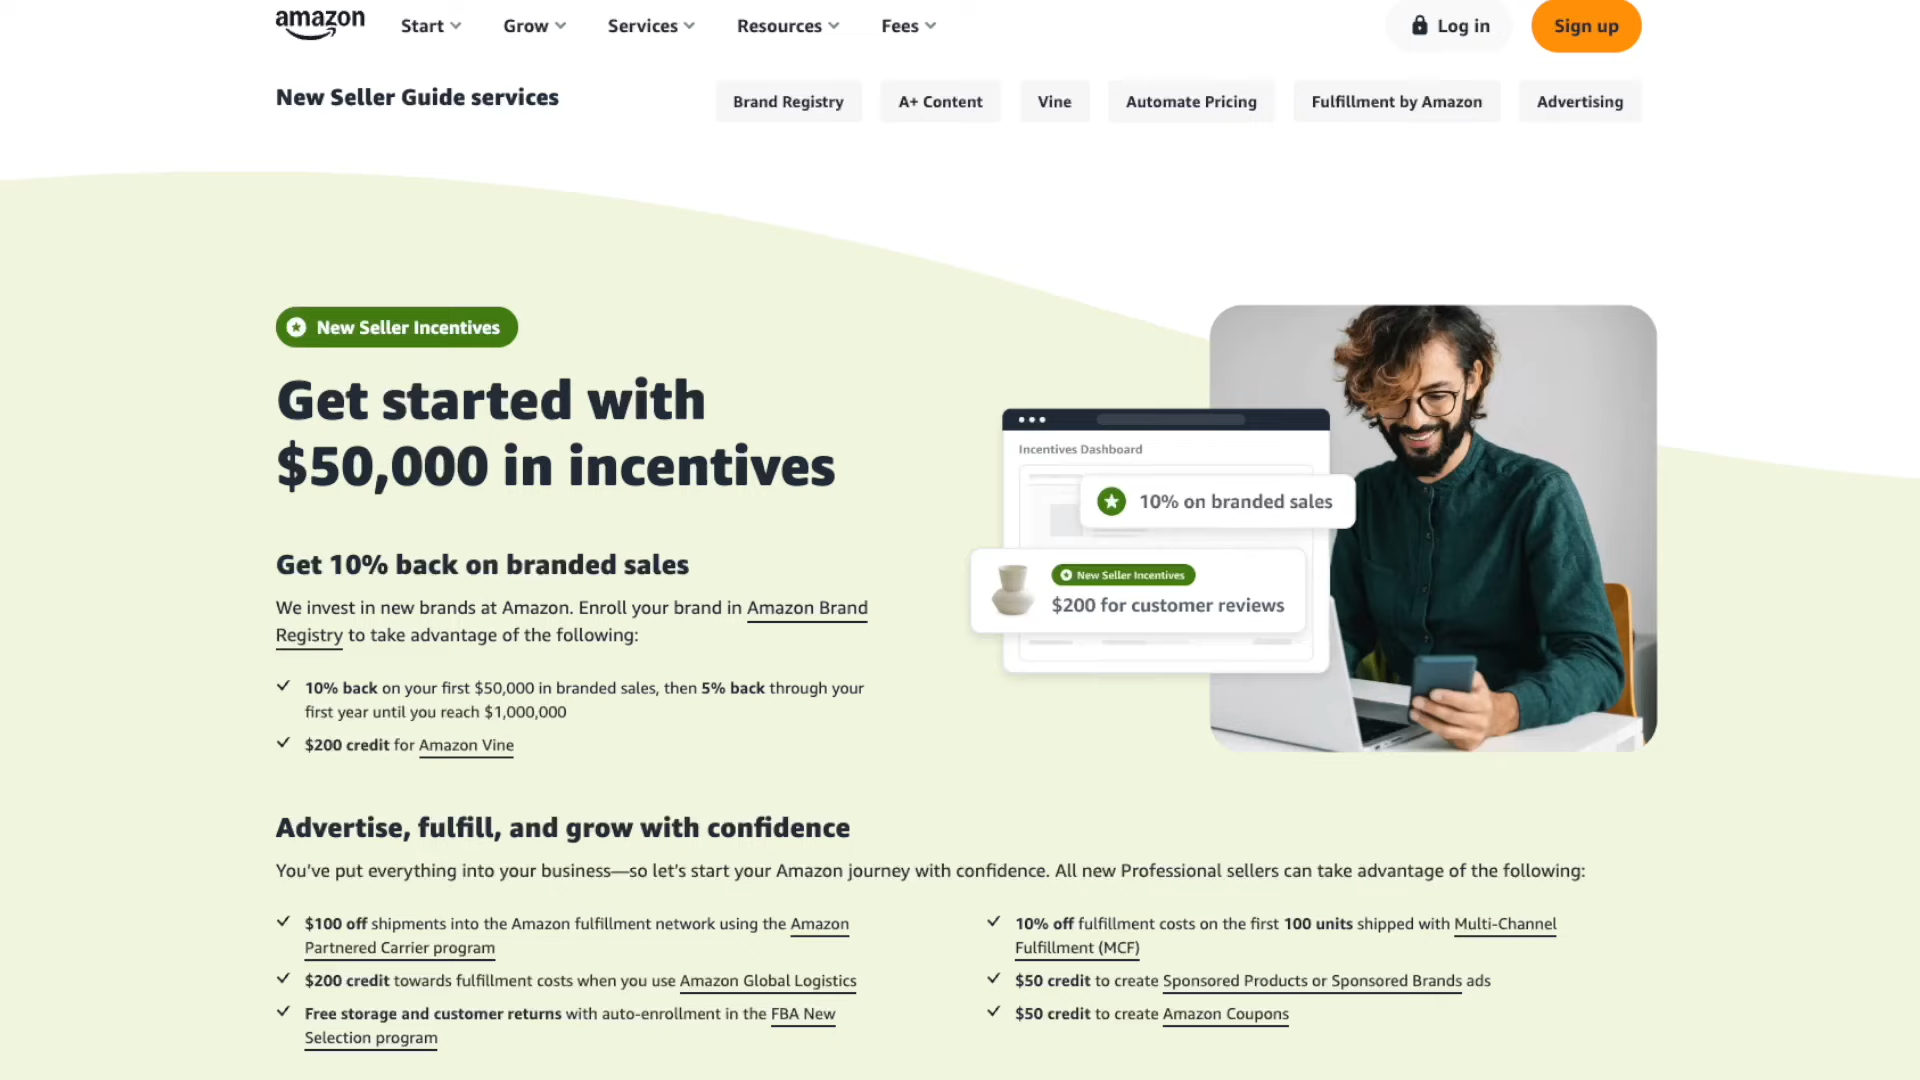 amazon
Start
Grow
Services
Resources
Fees
Log in
Sign up
New Seller Guide services
Brand Registry
A+ Content
Vine
Automate Pricing
Fulfillment by Amazon
Advertising
New Seller Incentives
Get started with
$50,000 in incentives
Get 10% back on branded sales
We invest in new brands at Amazon. Enroll your brand in Amazon Brand
Registry to take advantage of the following:
10% back on your first $50,000 in branded sales, then 5% back through your
first year until you reach $1,000,000
$200 credit for Amazon Vine
Incentives Dashboard
10% on branded sales
New Seller Incentives
$200 for customer reviews
Advertise, fulfill, and grow with confidence
You've put everything into your business—so let's start your Amazon journey with confidence. All new Professional sellers can take advantage of the following:
$100 off shipments into the Amazon fulfillment network using the Amazon
Partnered Carrier program
$200 credit towards fulfillment costs when you use Amazon Global Logistics
Free storage and customer returns with auto-enrollment in the FBA New
Selection program
10% off fulfillment costs on the first 100 units shipped with Multi-Channel
Fulfillment (MCF)
$50 credit to create Sponsored Products or Sponsored Brands ads
$50 credit to create Amazon Coupons